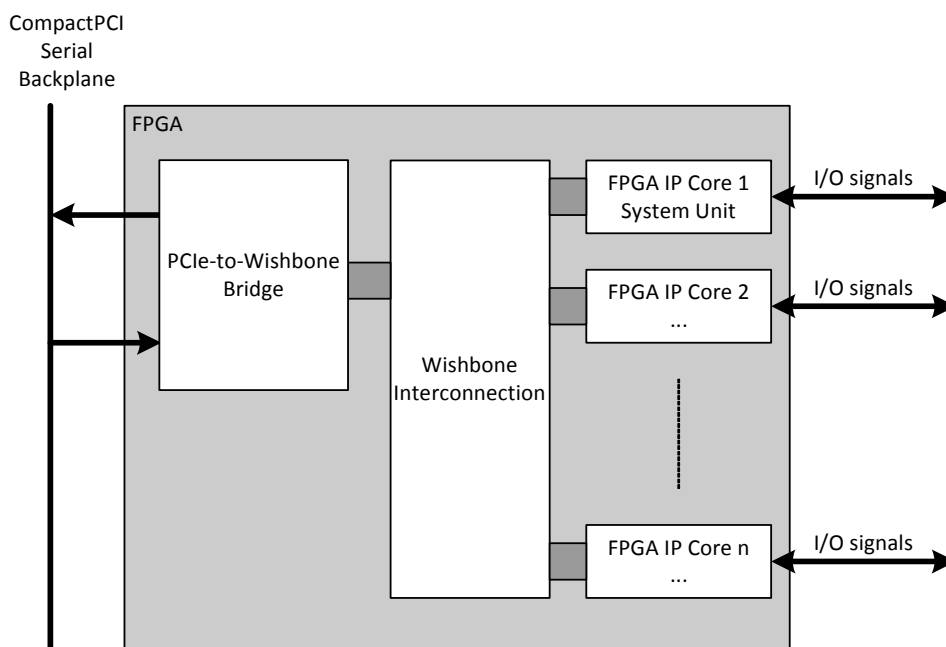 CompactPCI
Serial
Backplane
FPGA
PCIe-to-Wishbone
Bridge
Wishbone
Interconnection
FPGA IP Core 1
System Unit
I/O signals
FPGA IP Core 2
...
I/O signals
FPGA IP Core n
...
I/O signals